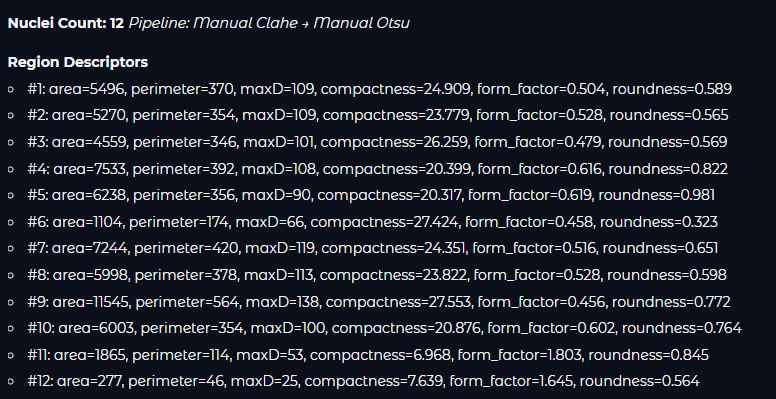 Nuclei Count: 12 Pipeline: Manual Clahe → Manual Otsu
Region Descriptors
#1: area=5496, perimeter=370, maxD=109, compactness=24.909, form_factor=0.504, roundness=0.589
#2: area=5270, perimeter=354, maxD=109, compactness=23.779, form_factor=0.528, roundness=0.565
#3: area=4559, perimeter=346, maxD=101, compactness=26.259, form_factor=0.479, roundness=0.569
#4: area=7533, perimeter=392, maxD=108, compactness=20.399, form_factor=0.616, roundness=0.822
#5: area=6238, perimeter=356, maxD=90, compactness=20.317, form_factor=0.619, roundness=0.981
#6: area=1104, perimeter=174, maxD=66, compactness=27.424, form_factor=0.458, roundness=0.323
#7: area=7244, perimeter=420, maxD=119, compactness=24.351, form_factor=0.516, roundness=0.651
#8: area=5998, perimeter=378, maxD=113, compactness=23.822, form_factor=0.528, roundness=0.598
#9: area=11545, perimeter=564, maxD=138, compactness=27.553, form_factor=0.456, roundness=0.772
#10: area=6003, perimeter=354, maxD=100, compactness=20.876, form_factor=0.602, roundness=0.764
#11: area=1865, perimeter=114, maxD=53, compactness=6.968, form_factor=1.803, roundness=0.845
#12: area=277, perimeter=46, maxD=25, compactness=7.639, form_factor=1.645, roundness=0.564